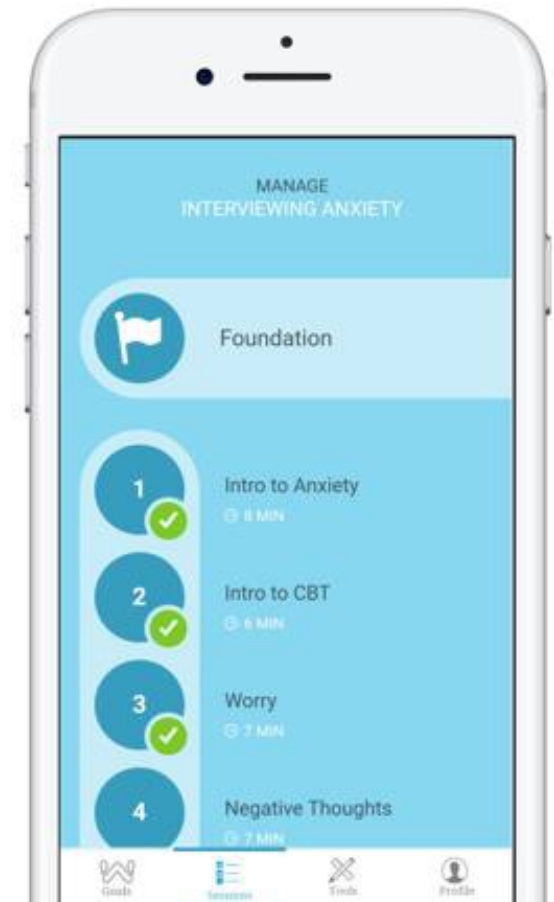 MANAGE
INTERVIEWING ANXIETY
Foundation
1
Intro to Anxiety
8 MIN
2
Intro to CBT
6 MIN
3
Worry
7 MIN
4
Negative Thoughts
7 MIN
Goals
Sessions
Tools
Profile